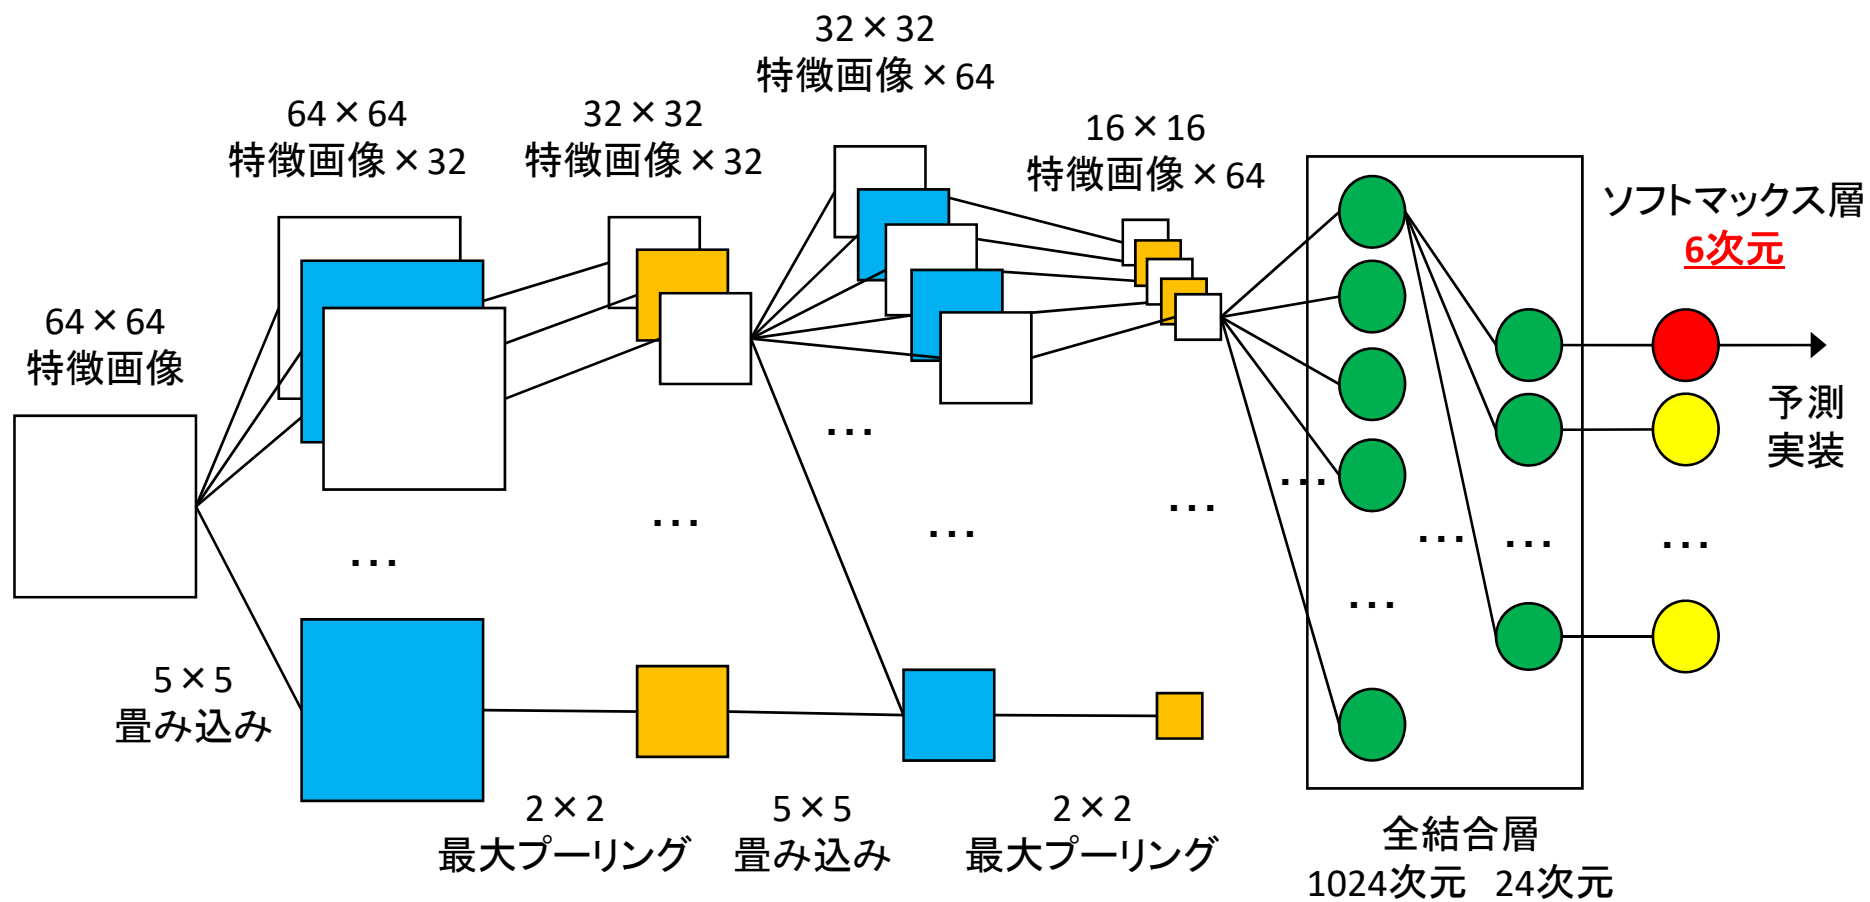 64×64
特徴画像
64×64
特徴画像×32
32×32
特徴画像×32
32×32
特徴画像×64
16×16
特徴画像×64
ソフトマックス層
6次元
予測
実装
5×5
畳み込み
2×2
最大プーリング
5×5
畳み込み
2×2
最大プーリング
全結合層
1024次元 24次元